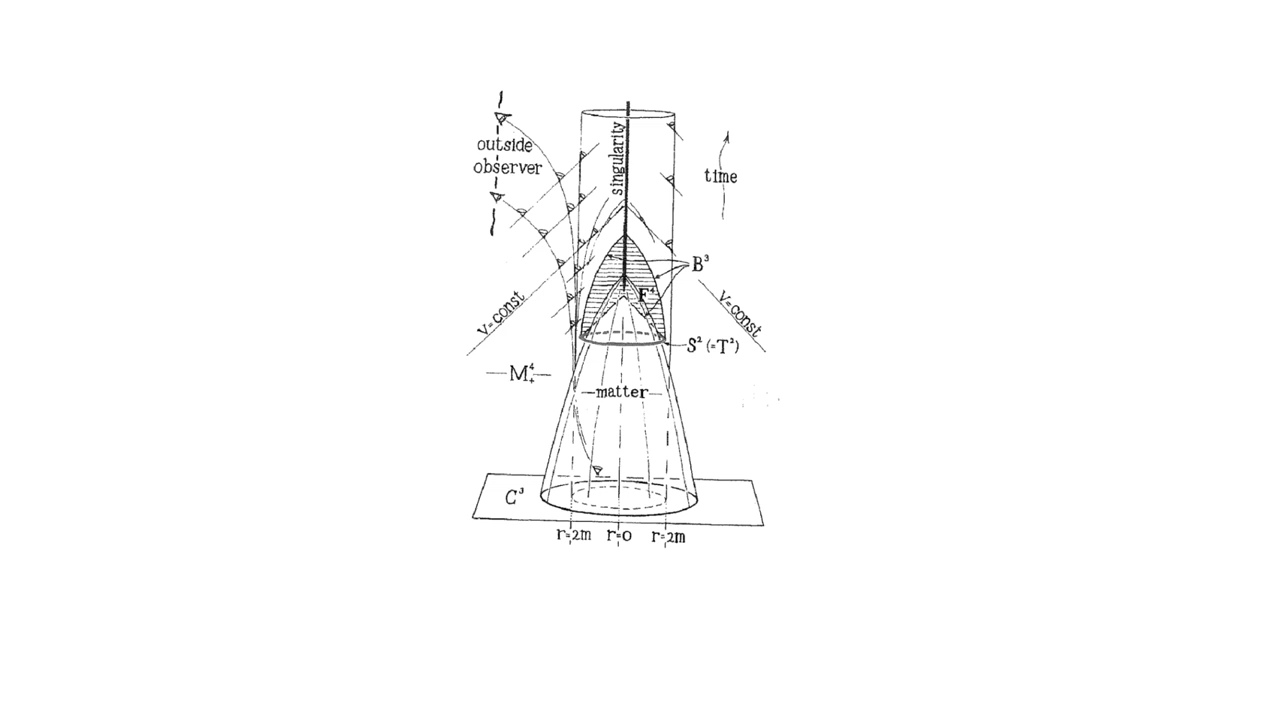 outside
observer
singularity
time
B³
F⁴
V=const
V=const
S² (=T²)
—M⁴₊—
—matter—
C³
r=2m
r=0
r=2m